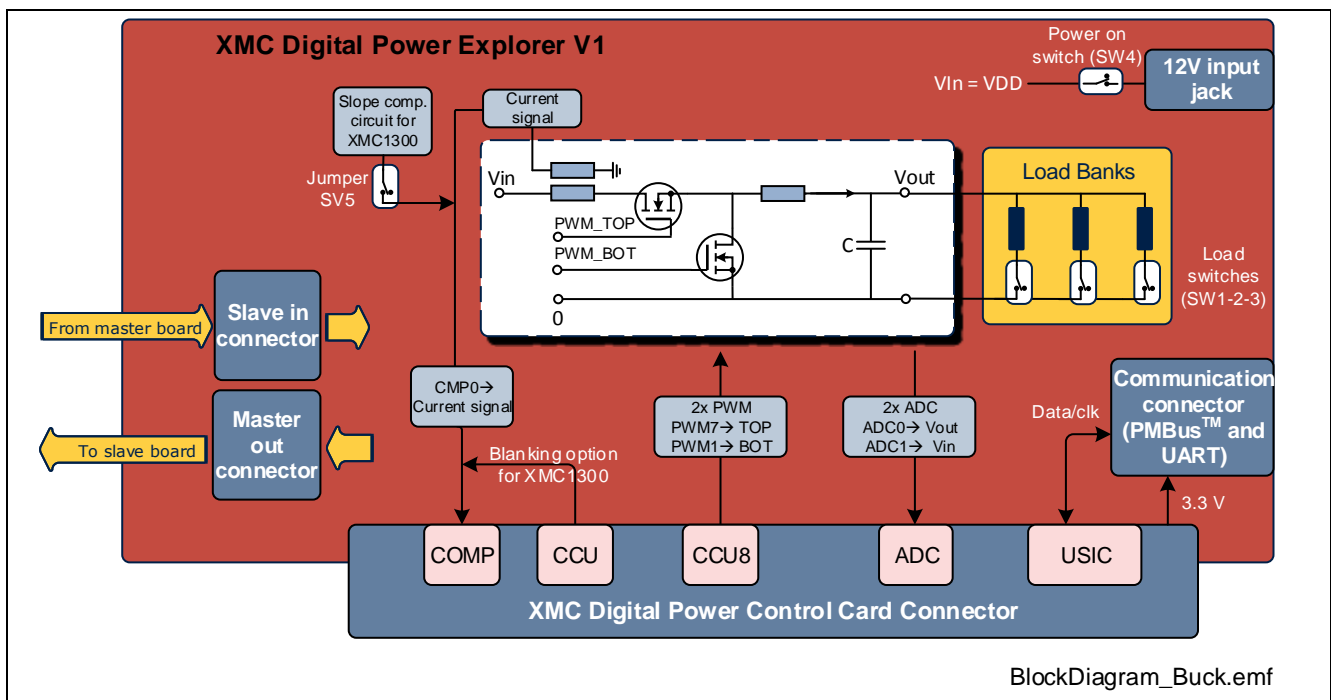 XMC Digital Power Explorer V1
Power on
switch (SW4)
VIn = VDD
12V input
jack
Slope comp.
circuit for
XMC1300
Current
signal
Jumper
SV5
Vin
PWM_TOP
PWM_BOT
0
C
Vout
Load Banks
Load
switches
(SW1-2-3)
From master board
Slave in
connector
To slave board
Master
out
connector
CMP0→
Current signal
Blanking option
for XMC1300
2x PWM
PWM7→ TOP
PWM1→ BOT
2x ADC
ADC0→ Vout
ADC1→ Vin
Data/clk
Communication
connector
(PMBus™ and
UART)
3.3 V
COMP
CCU
CCU8
ADC
USIC
XMC Digital Power Control Card Connector
BlockDiagram_Buck.emf